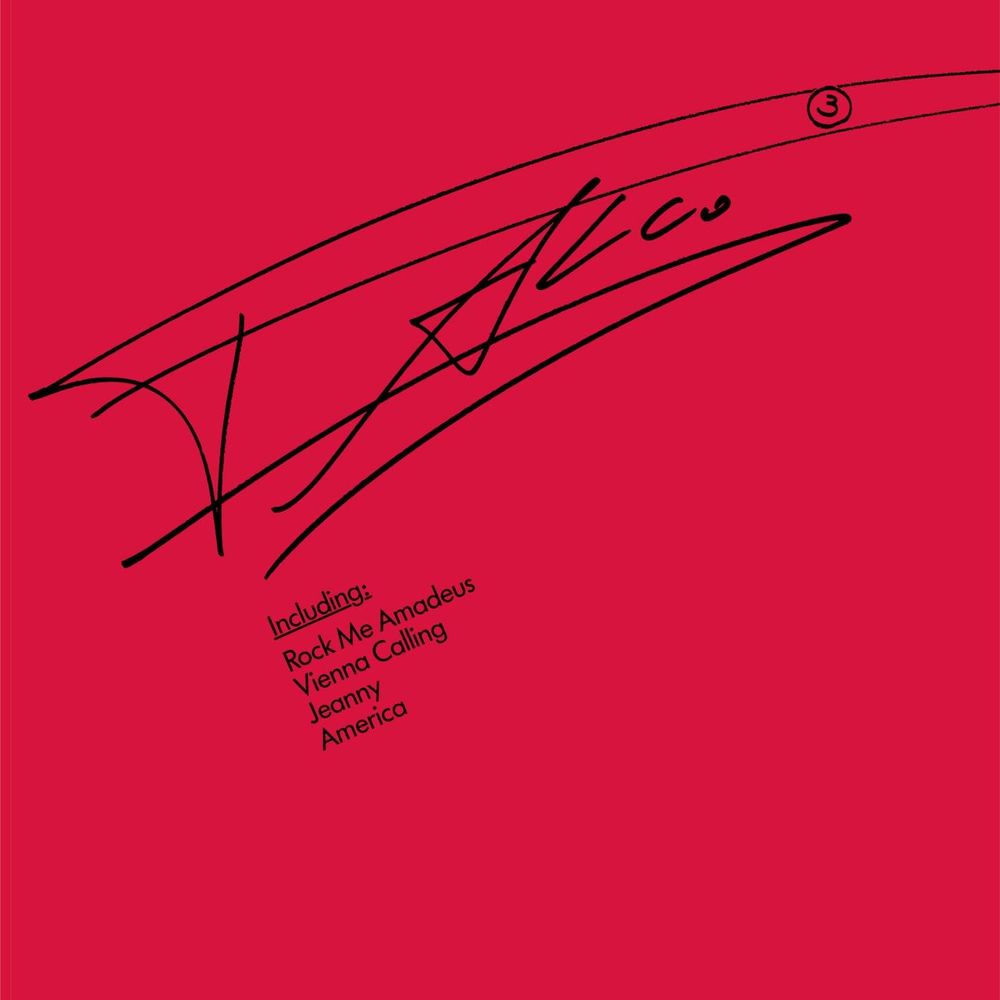 3
FALCO
Including:
Rock Me Amadeus
Vienna Calling
Jeanny
America